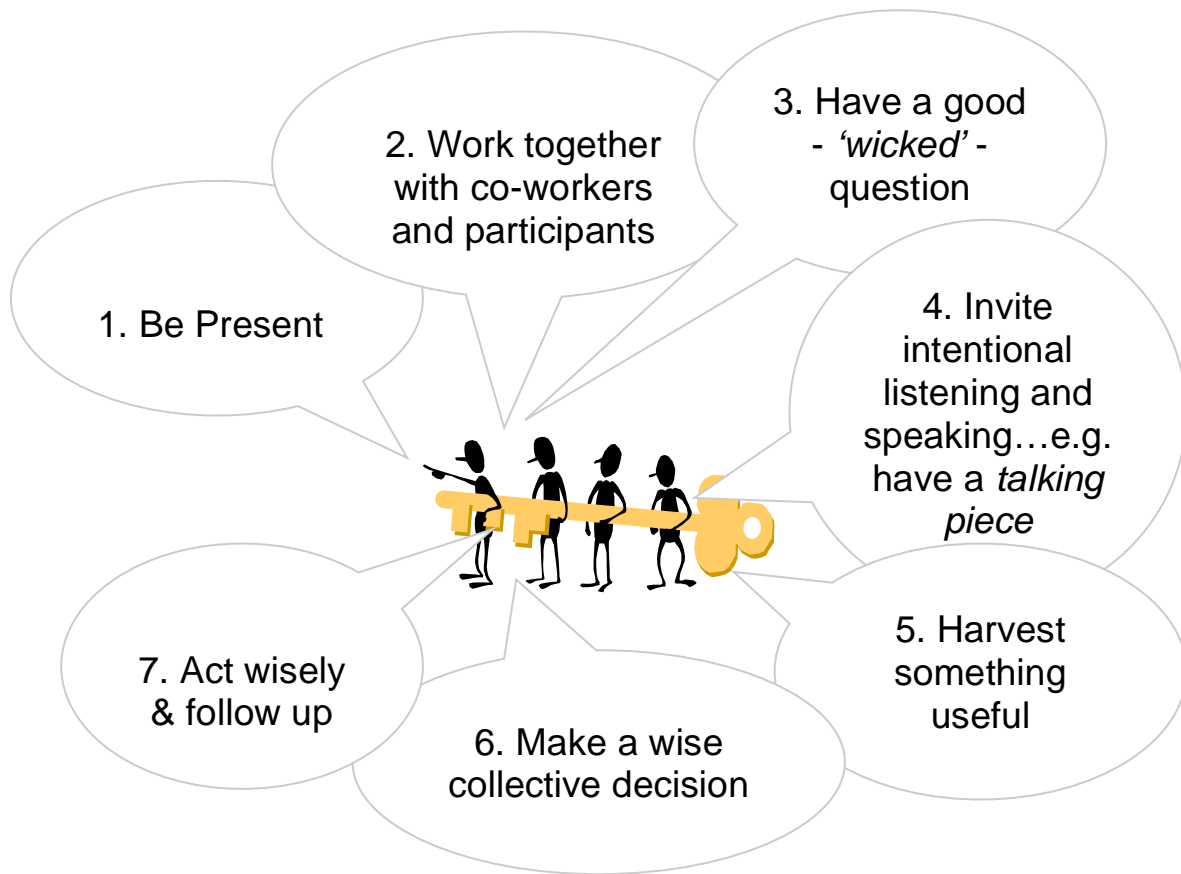 1. Be Present
2. Work together
with co-workers
and participants
3. Have a good
- ‘wicked’ -
question
4. Invite
intentional
listening and
speaking…e.g.
have a talking
piece
5. Harvest
something
useful
6. Make a wise
collective decision
7. Act wisely
& follow up